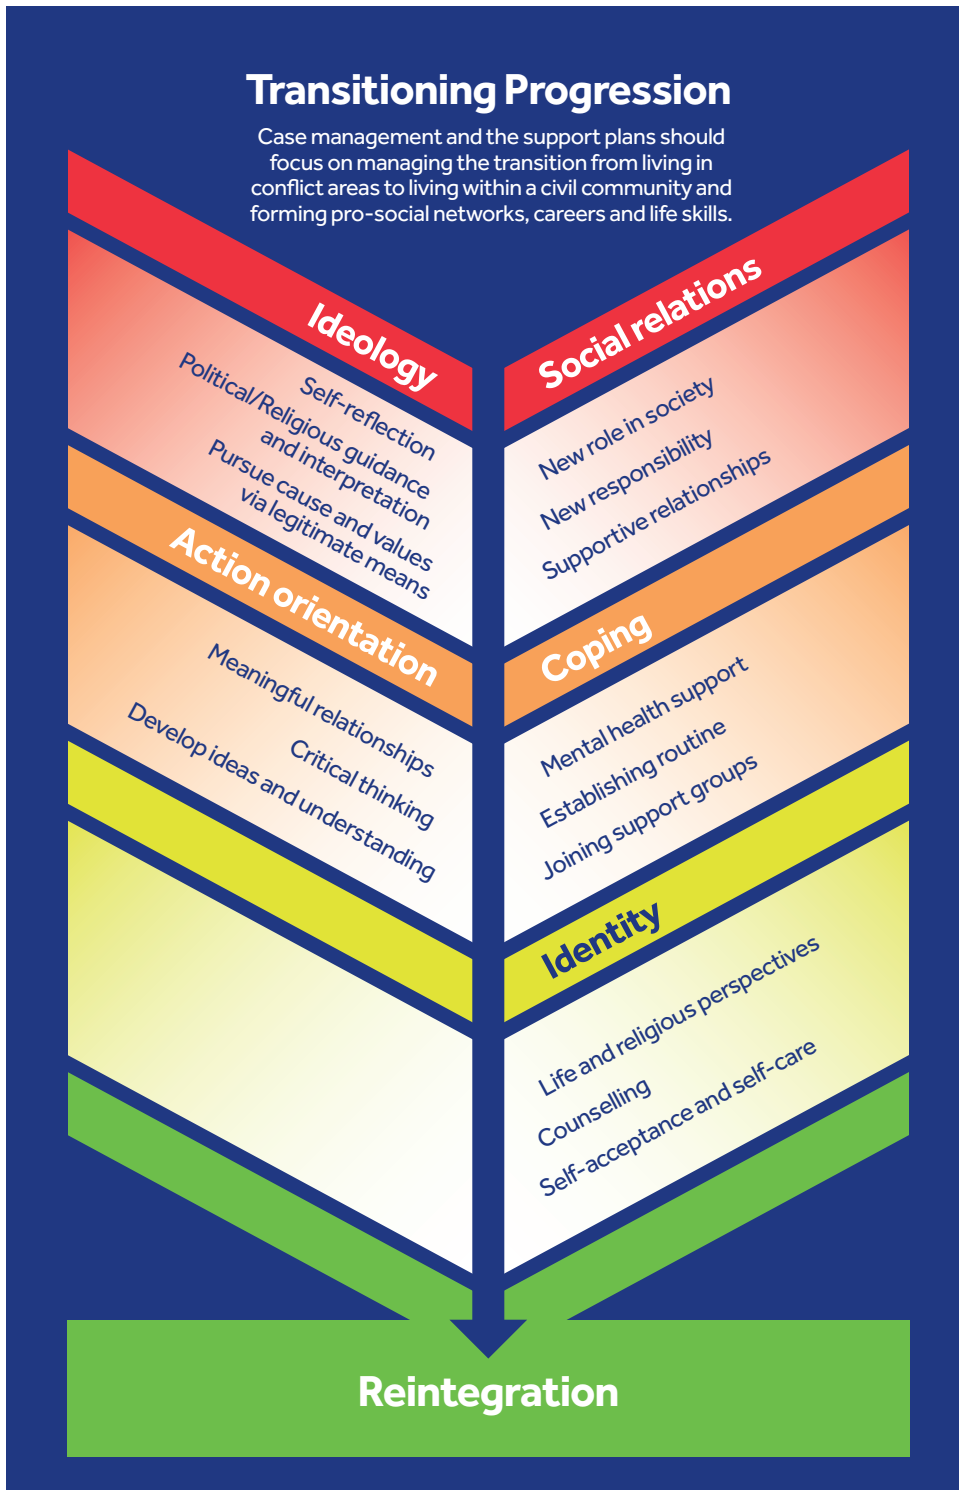 Transitioning Progression
Case management and the support plans should
focus on managing the transition from living in
conflict areas to living within a civil community and
forming pro-social networks, careers and life skills.
Ideology
Self-reflection
Political/Religious guidance
and interpretation
Pursue cause and values
via legitimate means
Social relations
New role in society
New responsibility
Supportive relationships
Action orientation
Meaningful relationships
Critical thinking
Develop ideas and understanding
Coping
Mental health support
Establishing routine
Joining support groups
Identity
Life and religious perspectives
Counselling
Self-acceptance and self-care
Reintegration